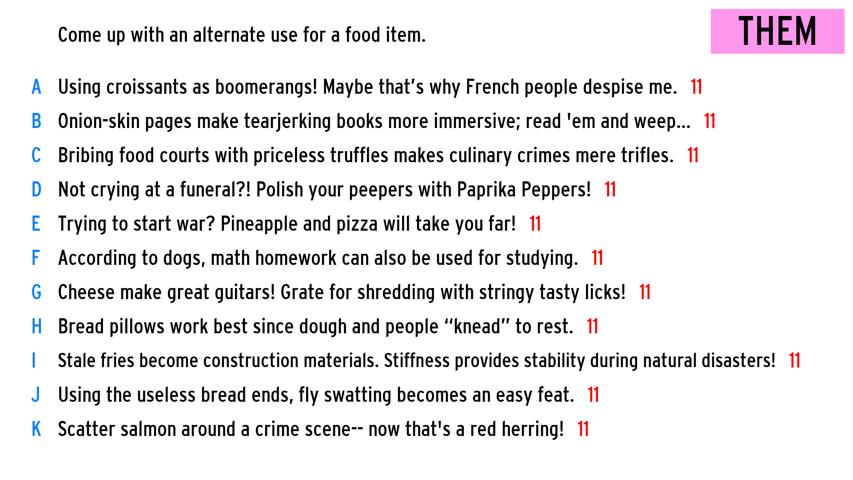 THEM
Come up with an alternate use for a food item.
A Using croissants as boomerangs! Maybe that's why French people despise me. 11
B Onion-skin pages make tearjerking books more immersive; read 'em and weep... 11
C Bribing food courts with priceless truffles makes culinary crimes mere trifles. 11
D Not crying at a funeral?! Polish your peepers with Paprika Peppers! 11
E Trying to start war? Pineapple and pizza will take you far! 11
F According to dogs, math homework can also be used for studying. 11
G Cheese make great guitars! Grate for shredding with stringy tasty licks! 11
H Bread pillows work best since dough and people “knead” to rest. 11
I Stale fries become construction materials. Stiffness provides stability during natural disasters! 11
J Using the useless bread ends, fly swatting becomes an easy feat. 11
K Scatter salmon around a crime scene-- now that's a red herring! 11